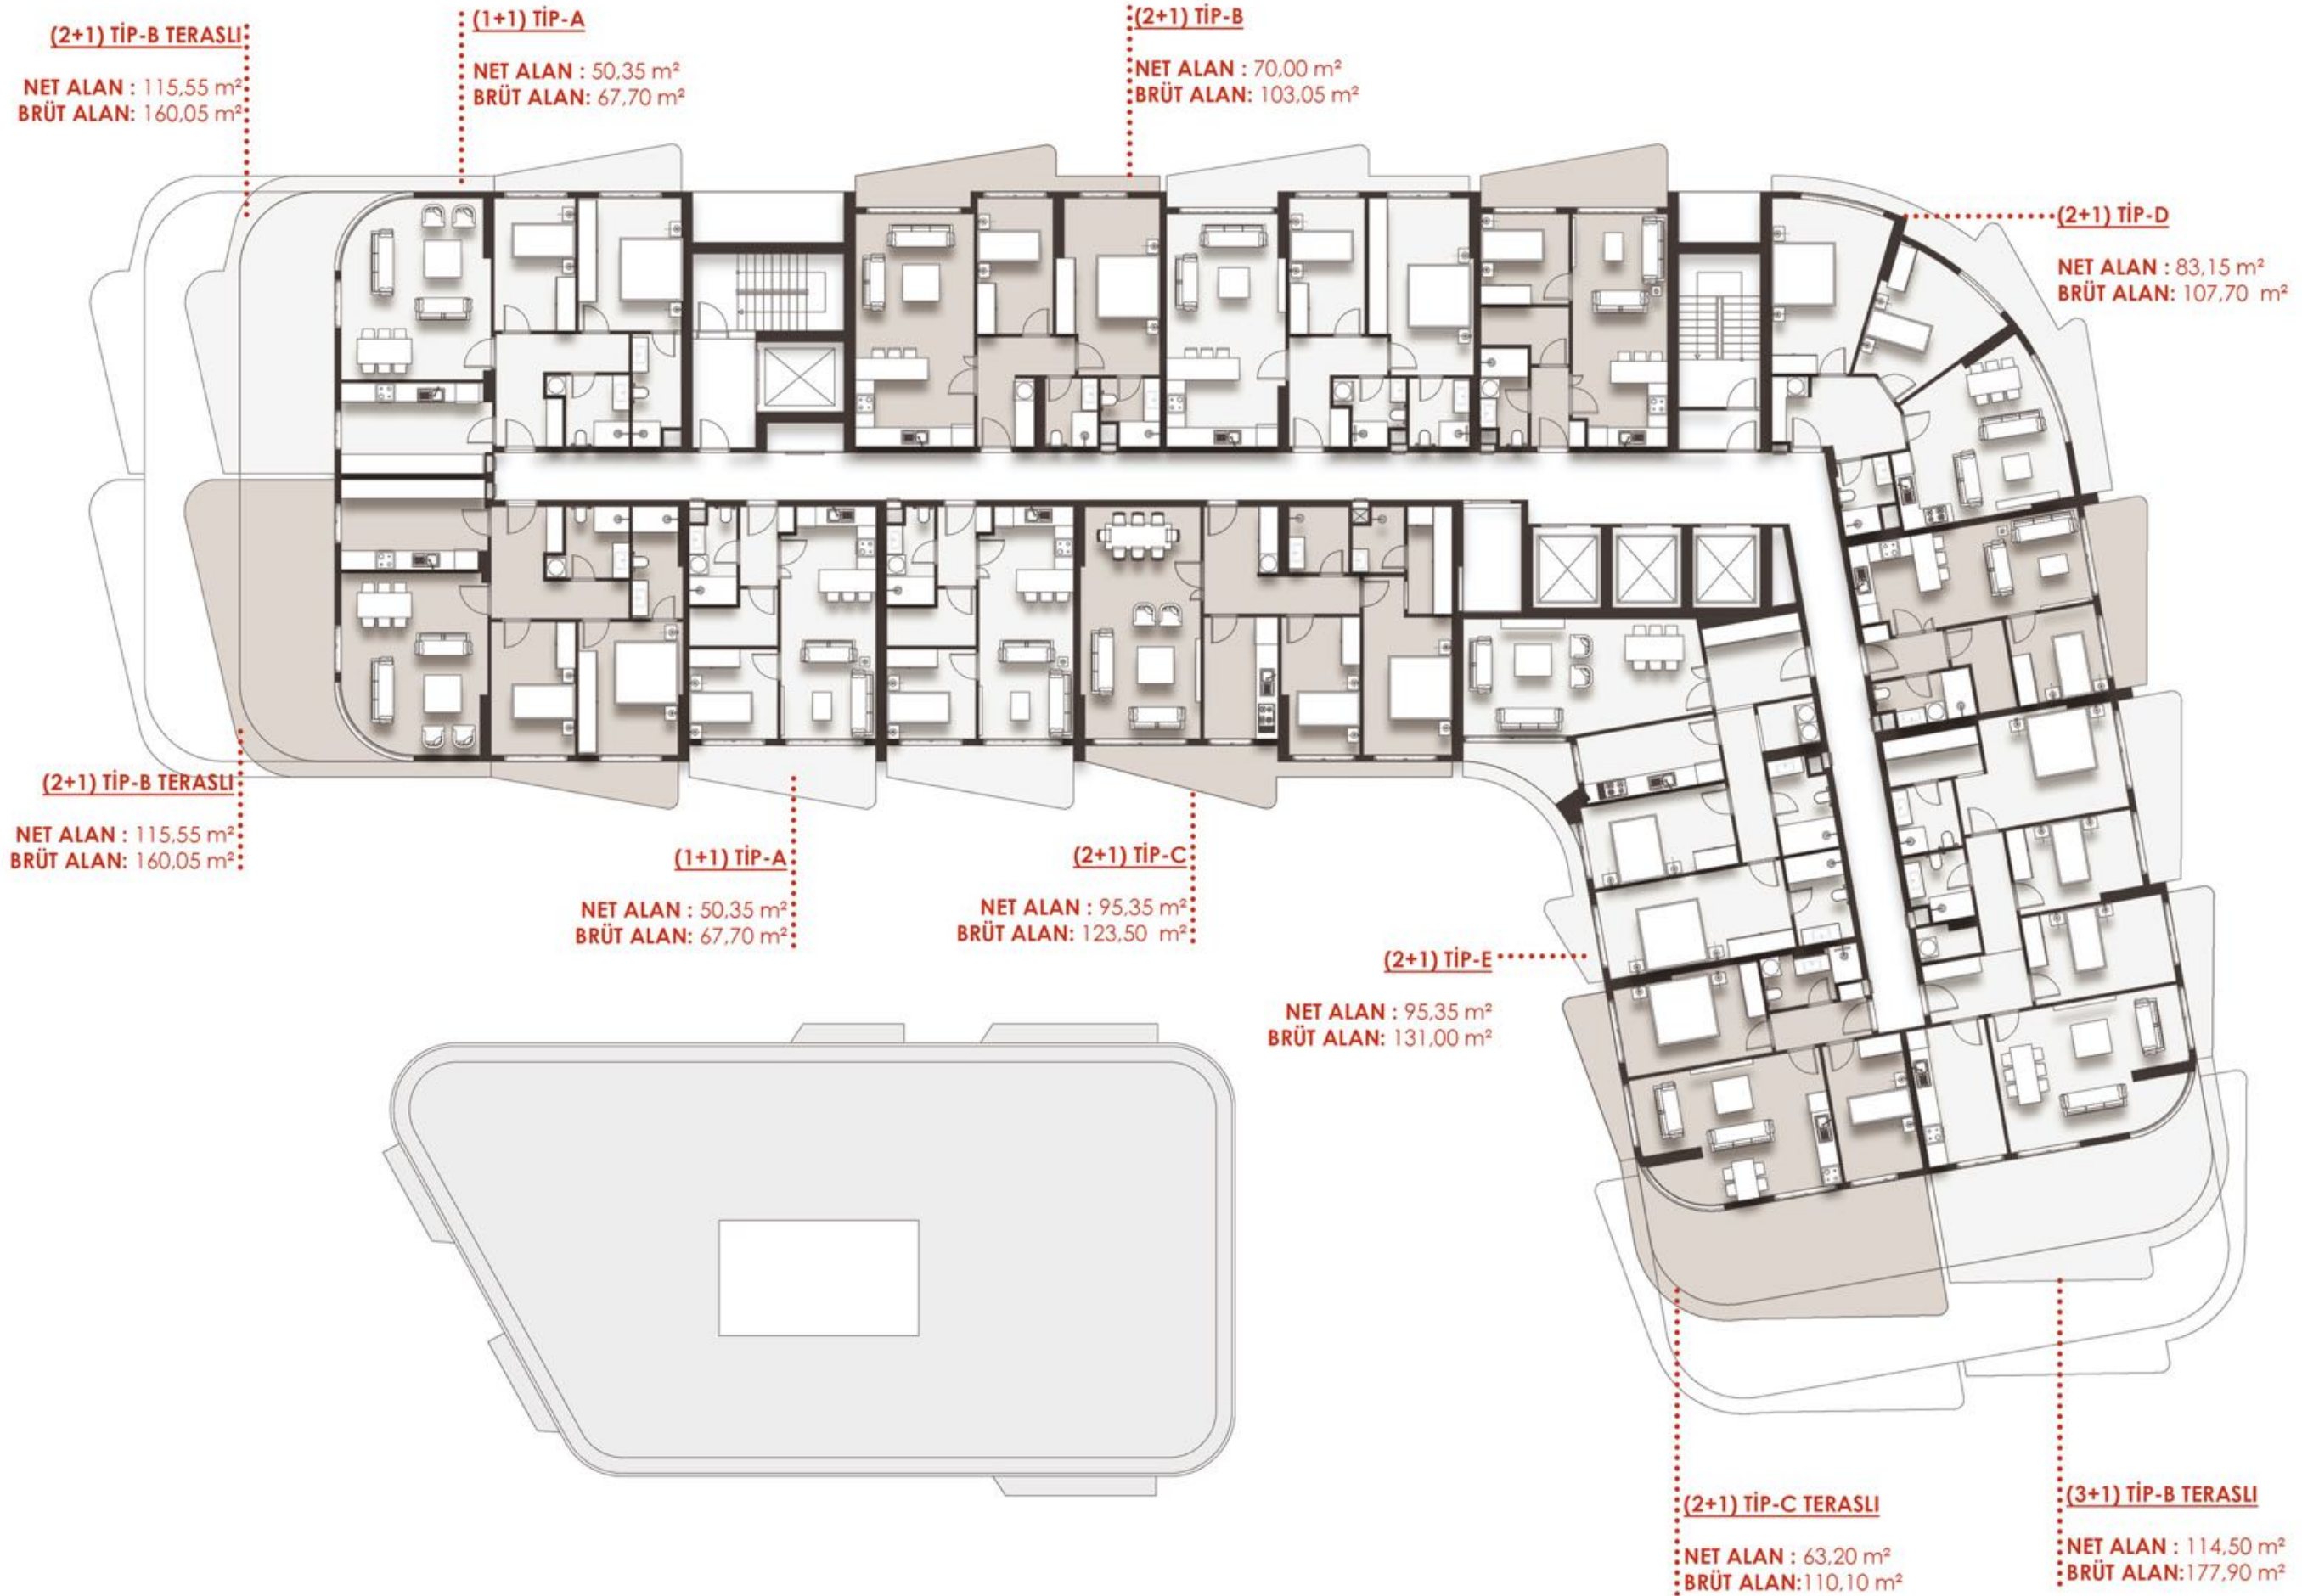 (2+1) TİP-B TERASLI
NET ALAN : 115,55 m²
BRÜT ALAN: 160,05 m²
(1+1) TİP-A
NET ALAN : 50,35 m²
BRÜT ALAN: 67,70 m²
(2+1) TİP-B
NET ALAN : 70,00 m²
BRÜT ALAN: 103,05 m²
(2+1) TİP-D
NET ALAN : 83,15 m²
BRÜT ALAN: 107,70 m²
(2+1) TİP-B TERASLI
NET ALAN : 115,55 m²
BRÜT ALAN: 160,05 m²
(1+1) TİP-A
NET ALAN : 50,35 m²
BRÜT ALAN: 67,70 m²
(2+1) TİP-C
NET ALAN : 95,35 m²
BRÜT ALAN: 123,50 m²
(2+1) TİP-E
NET ALAN : 95,35 m²
BRÜT ALAN: 131,00 m²
(2+1) TİP-C TERASLI
NET ALAN : 63,20 m²
BRÜT ALAN:110,10 m²
(3+1) TİP-B TERASLI
NET ALAN : 114,50 m²
BRÜT ALAN:177,90 m²